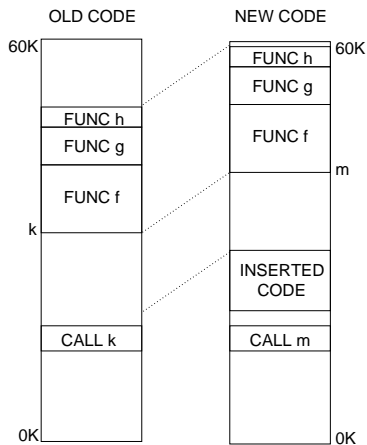 OLD CODE
60K
FUNC h
FUNC g
FUNC f
k
CALL k
0K
NEW CODE
60K
FUNC h
FUNC g
FUNC f
m
INSERTED
CODE
CALL m
0K